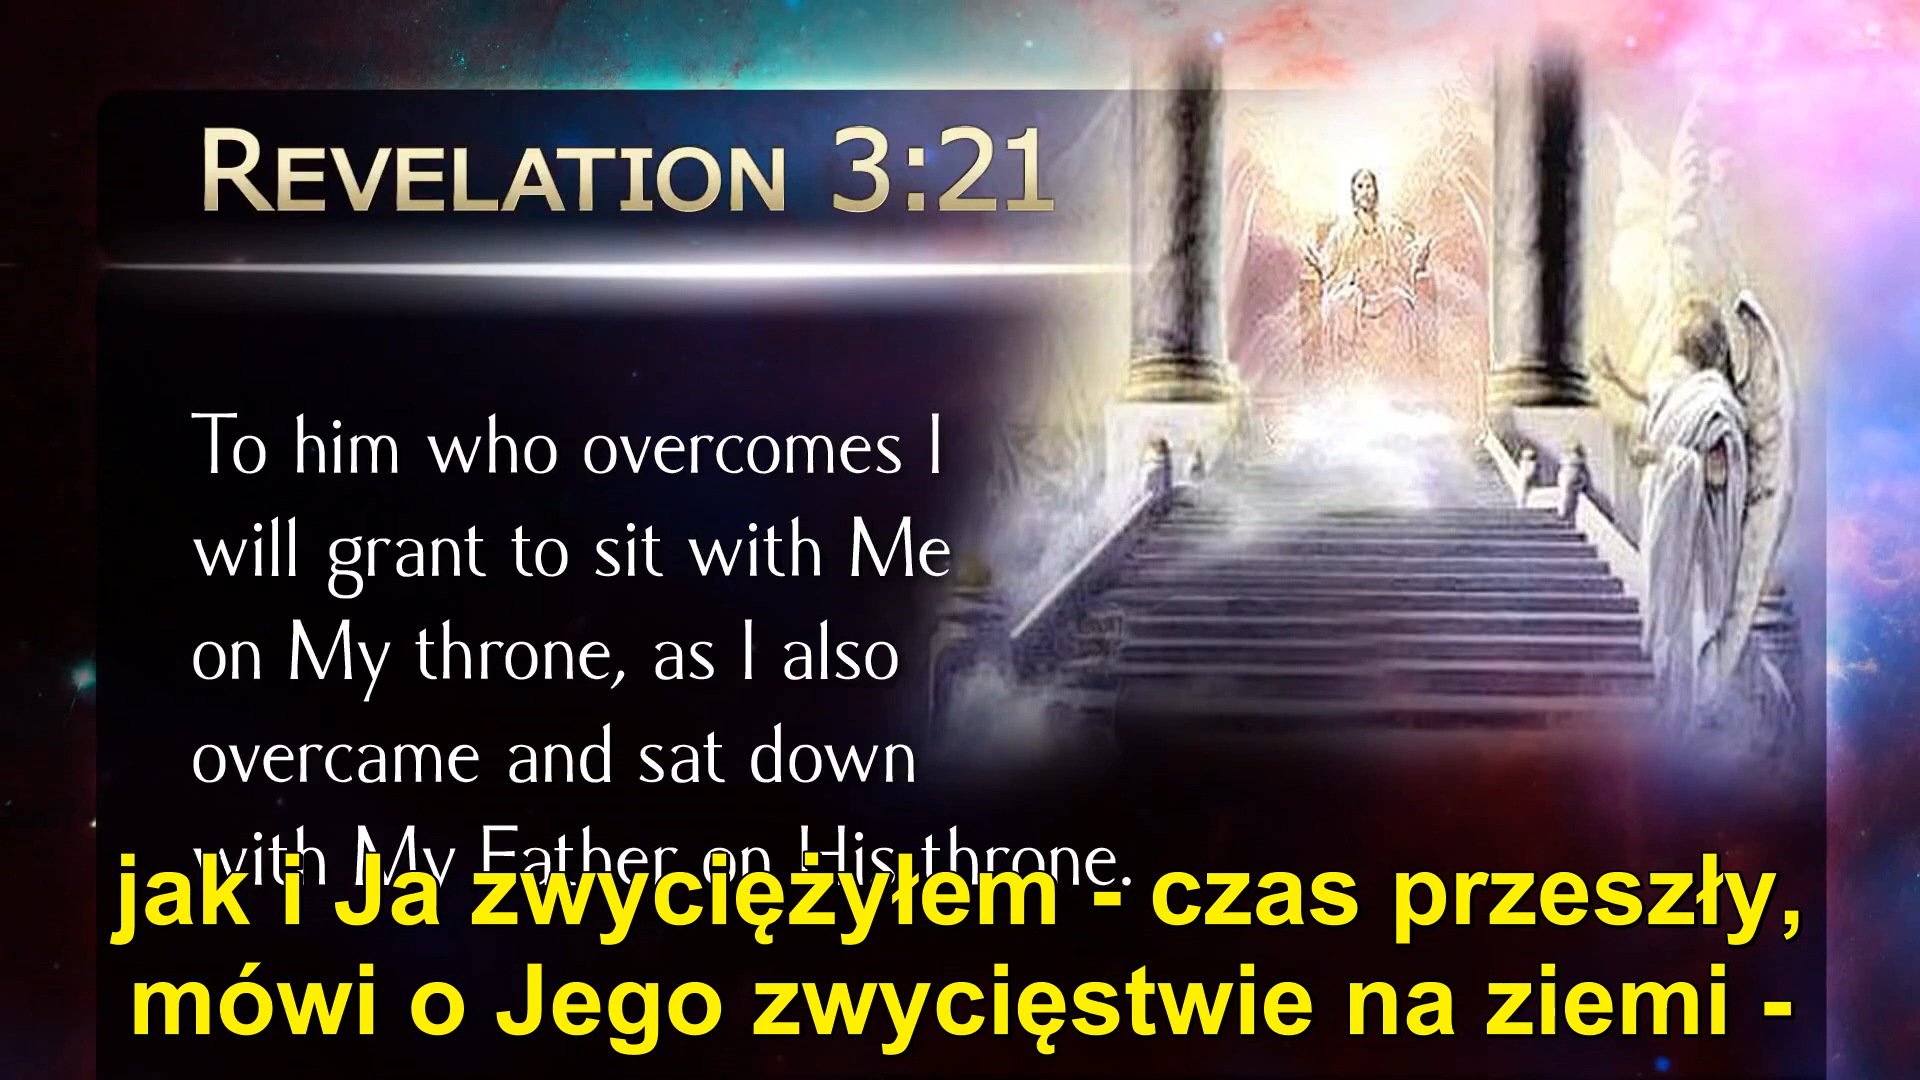 REVELATION 3:21
To him who overcomes I
will grant to sit with Me
on My throne, as I also
overcame and sat down
with My Father on His throne.
jak i Ja zwyciężyłem - czas przeszły,
mówi o Jego zwycięstwie na ziemi -